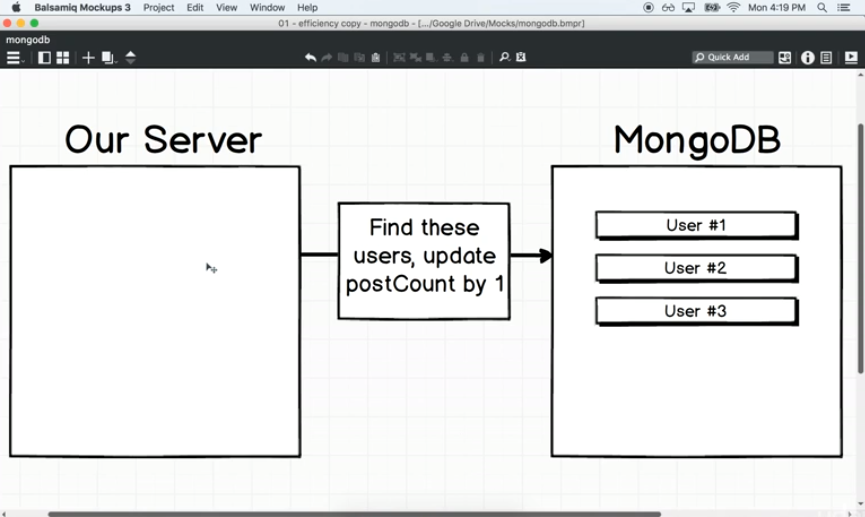 Balsamiq Mockups 3 Project Edit View Window Help Mon 4:19 PM
01 - efficiency copy - mongodb - [.../Google Drive/Mocks/mongodb.bmpr]
mongodb
Quick Add
Our Server
MongoDB
Find these
users, update
postCount by 1
User #1
User #2
User #3